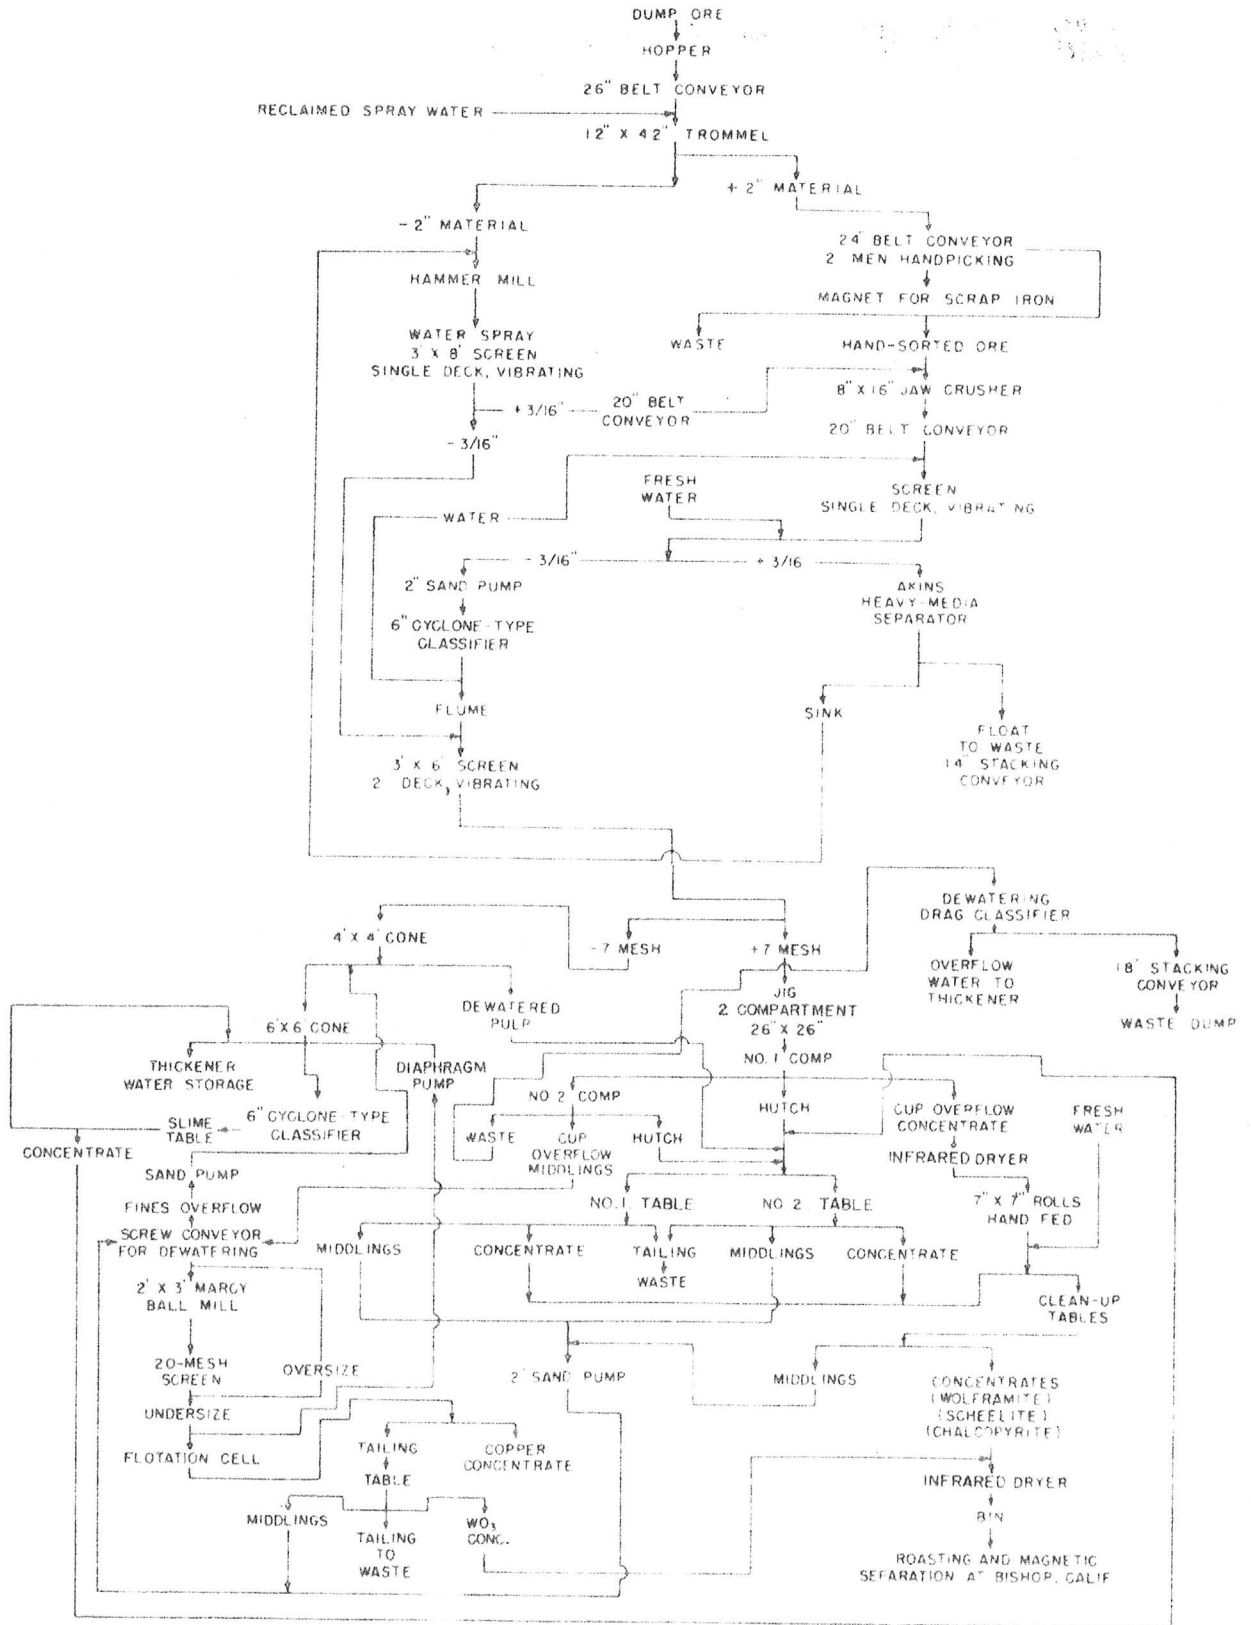 DUMP ORE
HOPPER
26" BELT CONVEYOR
RECLAIMED SPRAY WATER
12" X 42" TROMMEL
+ 2" MATERIAL
- 2" MATERIAL
24" BELT CONVEYOR
2 MEN HANDPICKING
HAMMER MILL
MAGNET FOR SCRAP IRON
WATER SPRAY
3' X 8' SCREEN
SINGLE DECK, VIBRATING
WASTE
HAND-SORTED ORE
8" X 16" JAW CRUSHER
+ 3/16"
20" BELT
CONVEYOR
20" BELT CONVEYOR
- 3/16"
FRESH
WATER
SCREEN
SINGLE DECK, VIBRATING
WATER
- 3/16"
+ 3/16
2" SAND PUMP
AKINS
HEAVY-MEDIA
SEPARATOR
6" CYCLONE-TYPE
CLASSIFIER
FLUME
SINK
FLOAT
TO WASTE
14" STACKING
CONVEYOR
3' X 6' SCREEN
2 DECK, VIBRATING
DEWATERING
DRAG CLASSIFIER
4' X 4' CONE
- 7 MESH
+7 MESH
OVERFLOW
WATER TO
THICKENER
18' STACKING
CONVEYOR
WASTE DUMP
DEWATERED
PULP
JIG
2 COMPARTMENT
26" X 26"
6' X 6' CONE
NO. 1 COMP
THICKENER
WATER STORAGE
DIAPHRAGM
PUMP
NO 2 COMP
HUTCH
CUP OVERFLOW
CONCENTRATE
FRESH
WATER
SLIME
TABLE
6" CYCLONE-TYPE
CLASSIFIER
WASTE
CUP
OVERFLOW
MIDDLINGS
HUTCH
CONCENTRATE
INFRARED DRYER
SAND PUMP
FINES OVERFLOW
NO. 1 TABLE
NO 2 TABLE
7" X 7" ROLLS
HAND FED
SCREW CONVEYOR
FOR DEWATERING
MIDDLINGS
CONCENTRATE
TAILING
MIDDLINGS
CONCENTRATE
WASTE
2' X 3' MARCY
BALL MILL
CLEAN-UP
TABLES
20-MESH
SCREEN
OVERSIZE
2" SAND PUMP
MIDDLINGS
CONCENTRATES
(WOLFRAMITE)
(SCHEELITE)
(CHALCOPYRITE)
UNDERSIZE
FLOTATION CELL
TAILING
COPPER
CONCENTRATE
TABLE
INFRARED DRYER
MIDDLINGS
TAILING
TO
WASTE
WO3
CONC.
BIN
ROASTING AND MAGNETIC
SEPARATION AT BISHOP, CALIF